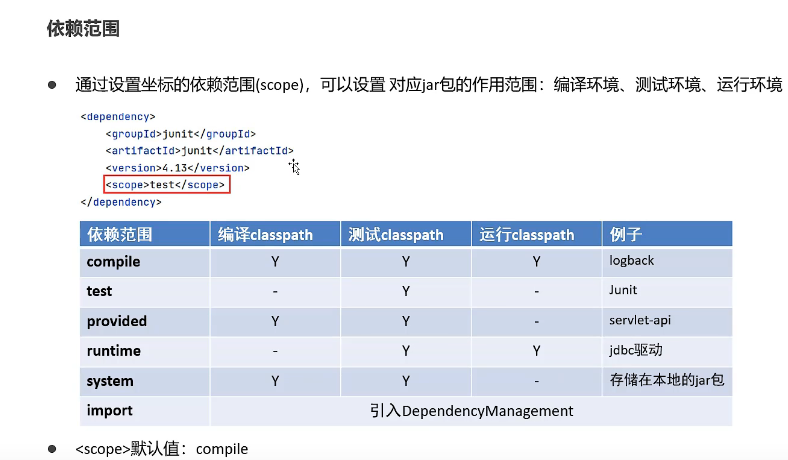 依赖范围
● 通过设置坐标的依赖范围(scope)，可以设置 对应jar包的作用范围：编译环境、测试环境、运行环境
<dependency>
<groupId>junit</groupId>
<artifactId>junit</artifactId>
<version>4.13</version>
<scope>test</scope>
</dependency>
依赖范围 编译classpath 测试classpath 运行classpath 例子
compile Y Y Y logback
test - Y - Junit
provided Y Y - servlet-api
runtime - Y Y jdbc驱动
system Y Y - 存储在本地的jar包
import 引入DependencyManagement
● <scope>默认值：compile